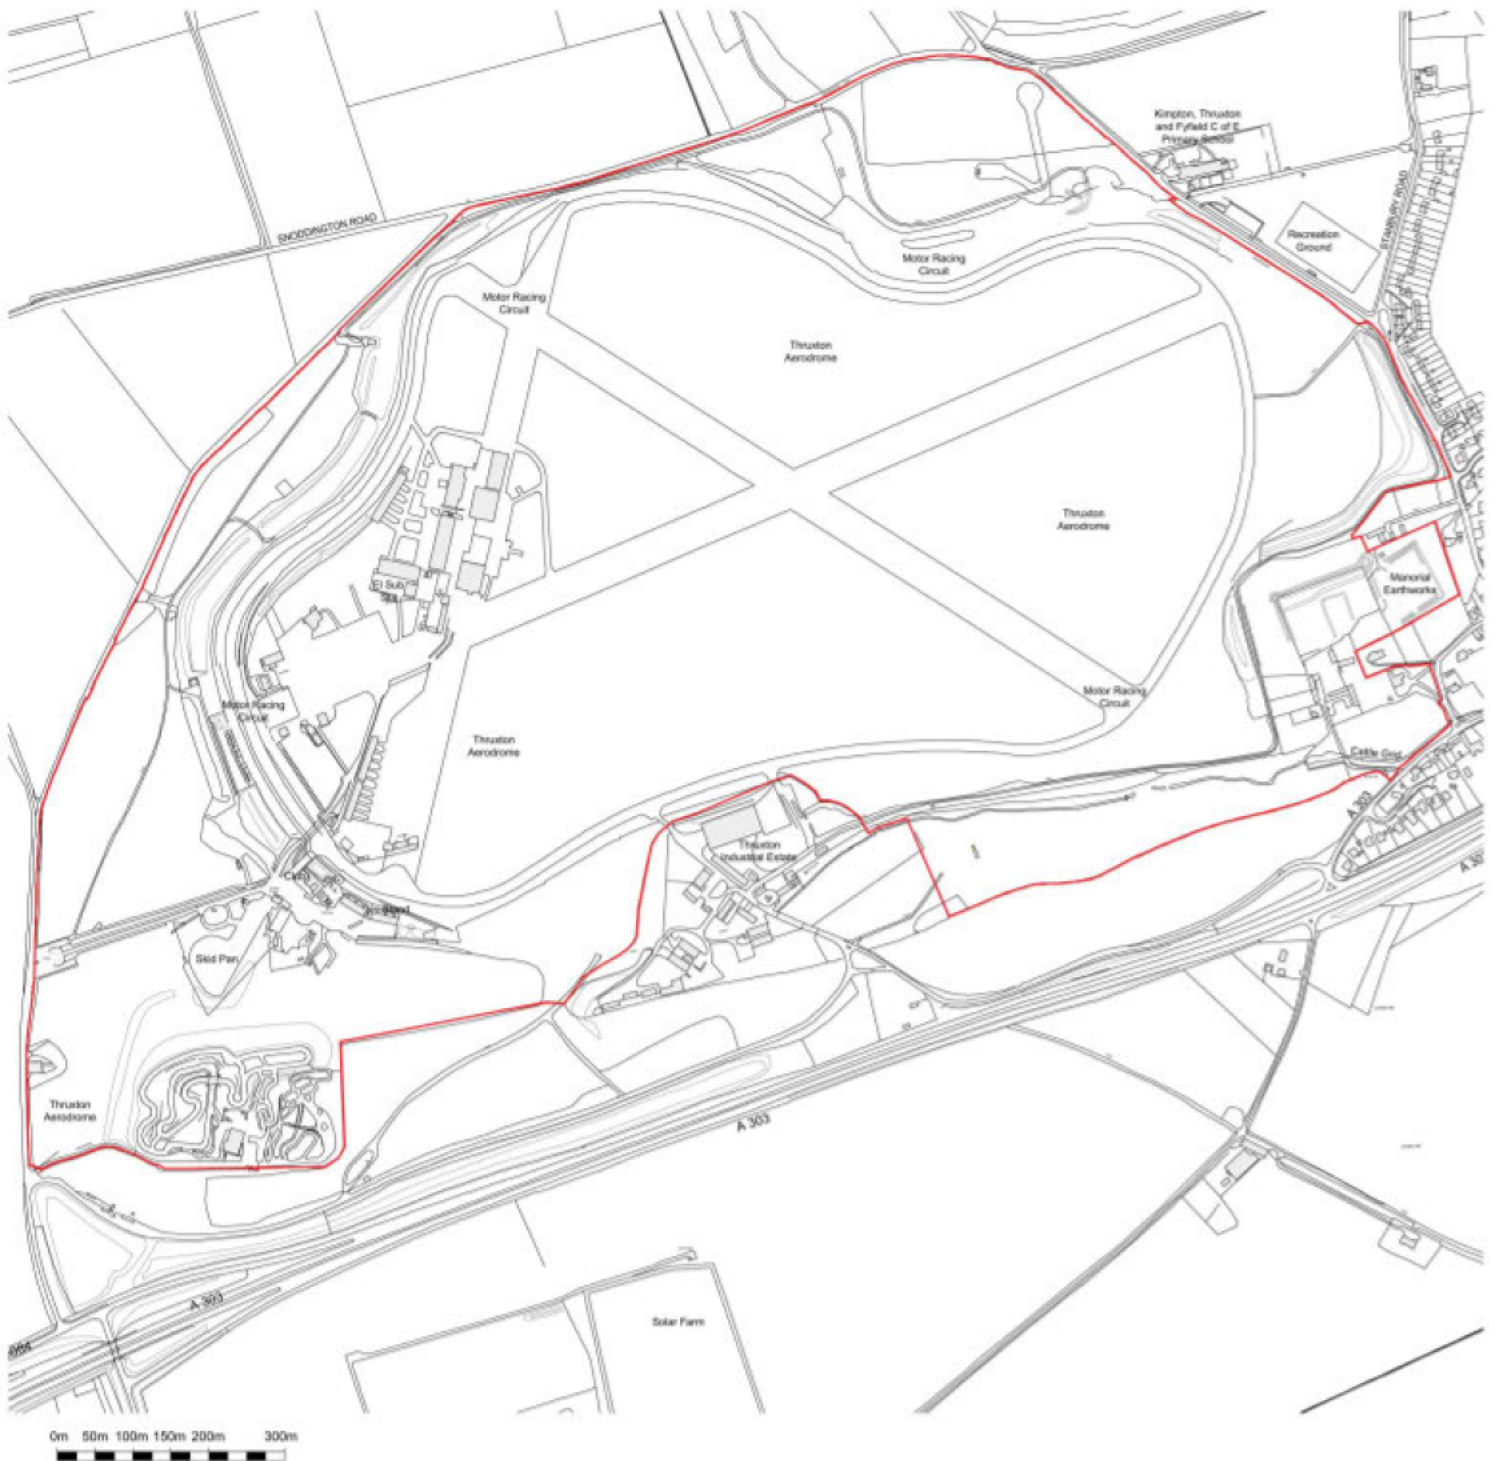 Kimpton, Thruxton
and Fyfield C of E
Primary School
SNODDINGTON ROAD
STANBURY ROAD
Recreation
Ground
Motor Racing
Circuit
Motor Racing
Circuit
Thruxton
Aerodrome
Thruxton
Aerodrome
El Sub
Sta
Manorial
Earthworks
Motor Racing
Circuit
Motor Racing
Circuit
Thruxton
Aerodrome
Cattle Grid
A 303
Thruxton
Industrial Estate
A 303
Skid Pan
Thruxton
Aerodrome
A 303
A 303
Solar Farm
0m 50m 100m 150m 200m 300m